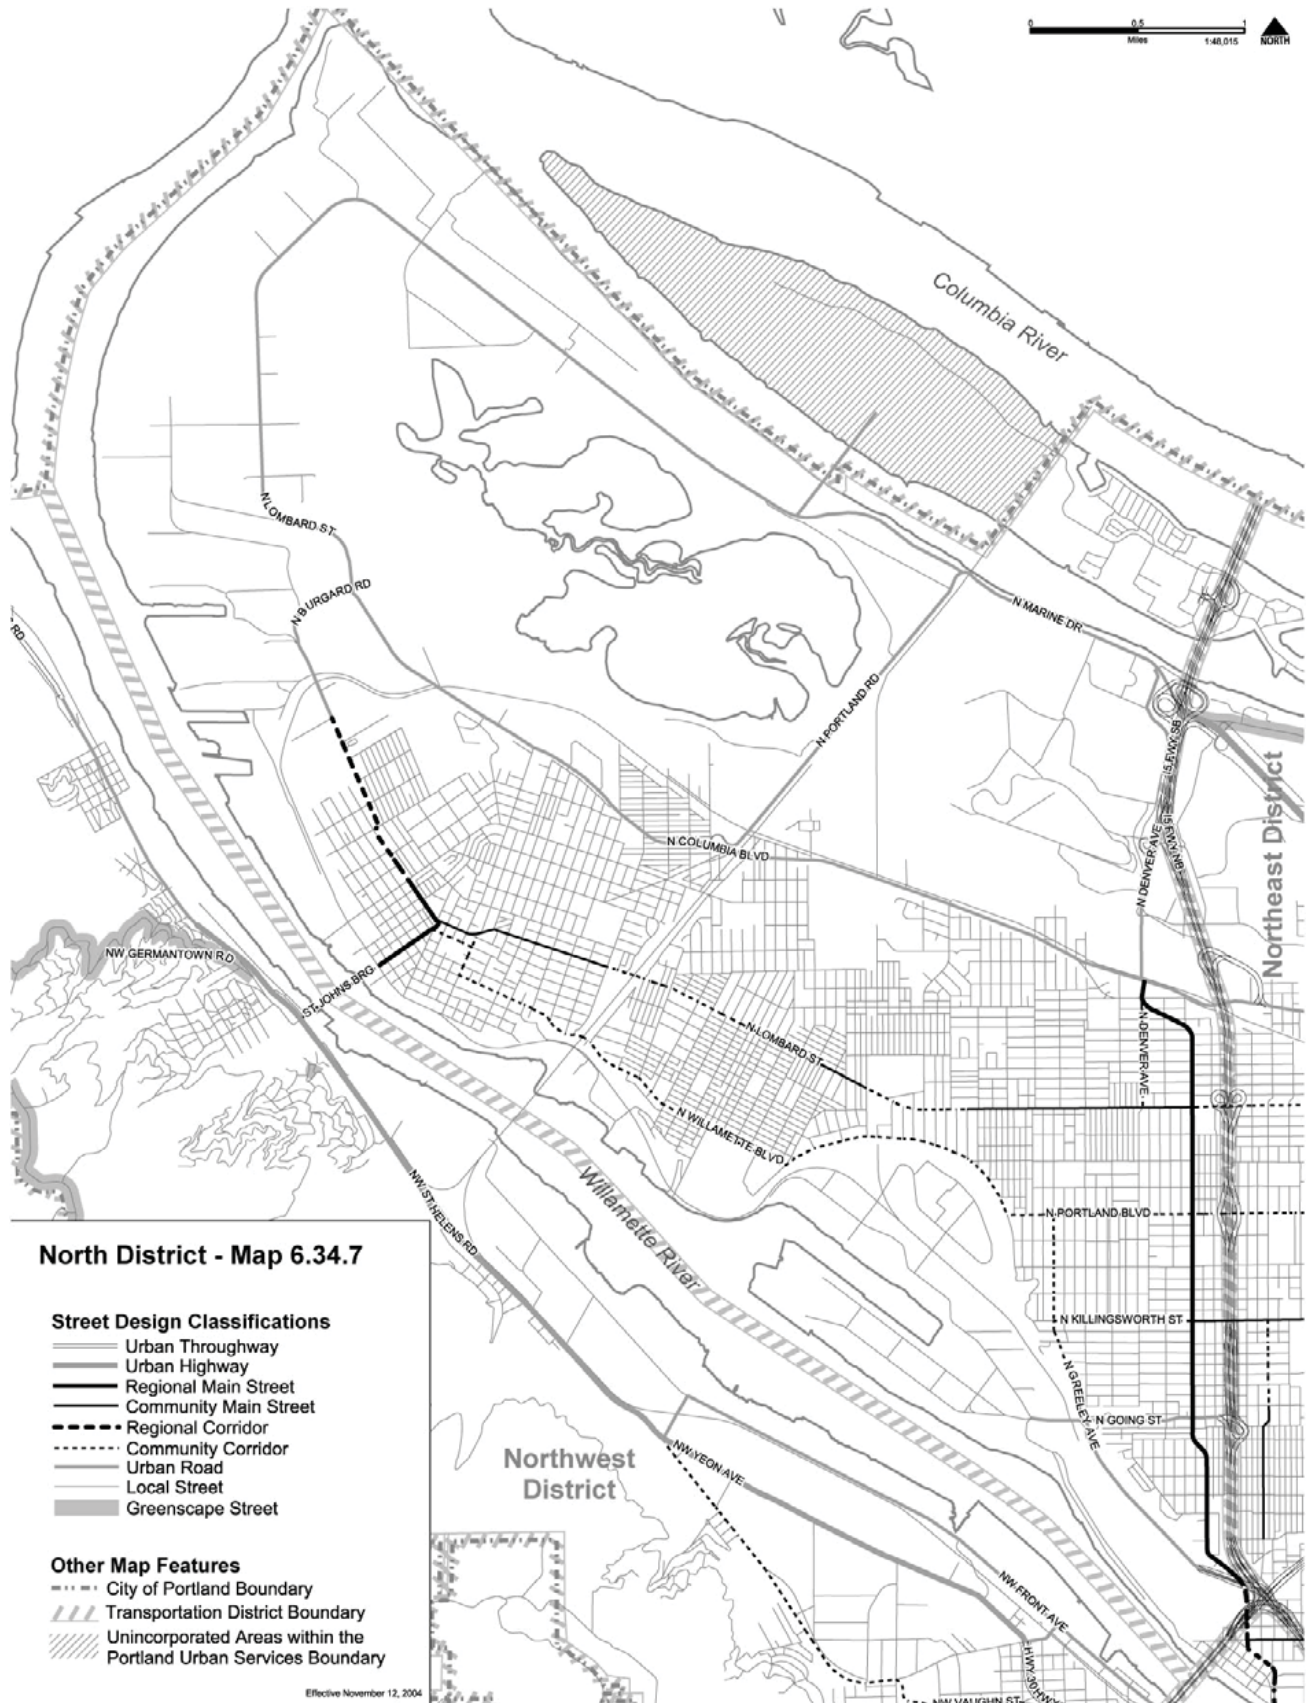 0 0.5 1
Miles 1:48,015 NORTH
Columbia River
N LOMBARD ST
N BURGARD RD
RD
N MARINE DR
N PORTLAND RD
I5 FWY SB
I5 FWY NB
N DENVER AVE
Northeast District
N COLUMBIA BLVD
NW GERMANTOWN RD
ST JOHNS BRG
N LOMBARD ST
N DENVER AVE
N WILLAMETTE BLVD
NW ST HELENS RD
Willamette River
N PORTLAND BLVD
N KILLINGSWORTH ST
N GREELEY AVE
N GOING ST
NW YEON AVE
Northwest
District
NW FRONT AVE
HWY 30 HWY
NW VAUGHN ST
North District - Map 6.34.7
Street Design Classifications
Urban Throughway
Urban Highway
Regional Main Street
Community Main Street
Regional Corridor
Community Corridor
Urban Road
Local Street
Greenscape Street
Other Map Features
City of Portland Boundary
Transportation District Boundary
Unincorporated Areas within the
Portland Urban Services Boundary
Effective November 12, 2004